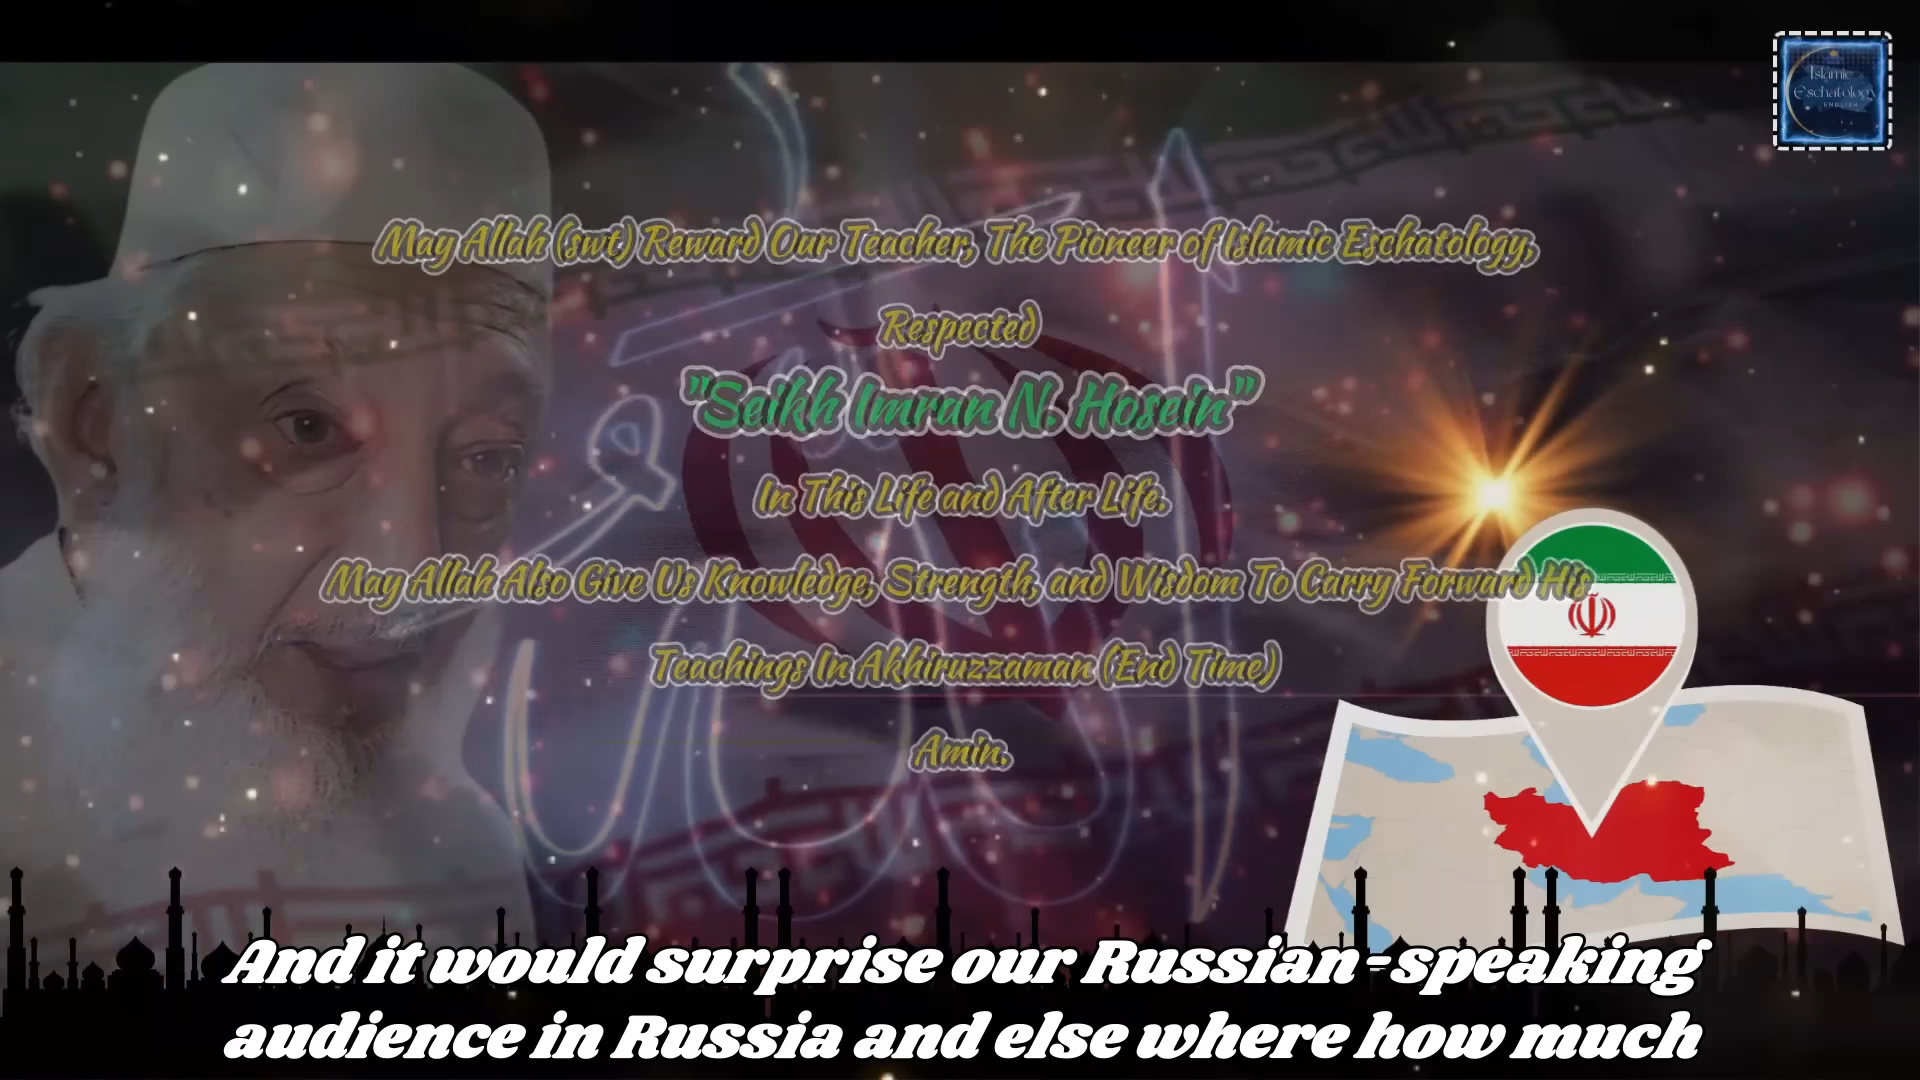 Islamic
Eschatology
ENGLISH
May Allah (swt) Reward Our Teacher, The Pioneer of Islamic Eschatology,
Respected
"Seikh Imran N. Hosein"
In This Life and After Life.
May Allah Also Give Us Knowledge, Strength, and Wisdom To Carry Forward His
Teachings In Akhiruzzaman (End Time)
Amin.
And it would surprise our Russian-speaking
audience in Russia and else where how much